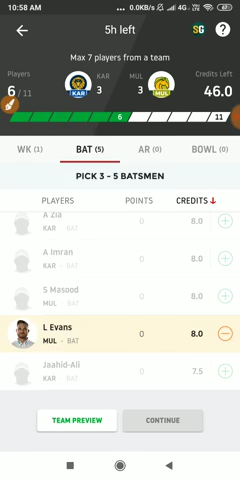 10:58 AM ... 0.0KB/s 4G 67
5h left SG ?
Max 7 players from a team
Players KAR MUL Credits Left
6 / 11 3 3 46.0
KAR MUL
6 11
WK (1) BAT (5) AR (0) BOWL (0)
PICK 3 - 5 BATSMEN
PLAYERS POINTS CREDITS
A Zia 0 8.0
KAR BAT
A Imran 0 8.0
KAR BAT
S Masood 0 8.0
MUL BAT
L Evans 0 8.0
MUL BAT
Jaahid-Ali 0 7.5
KAR BAT
TEAM PREVIEW CONTINUE